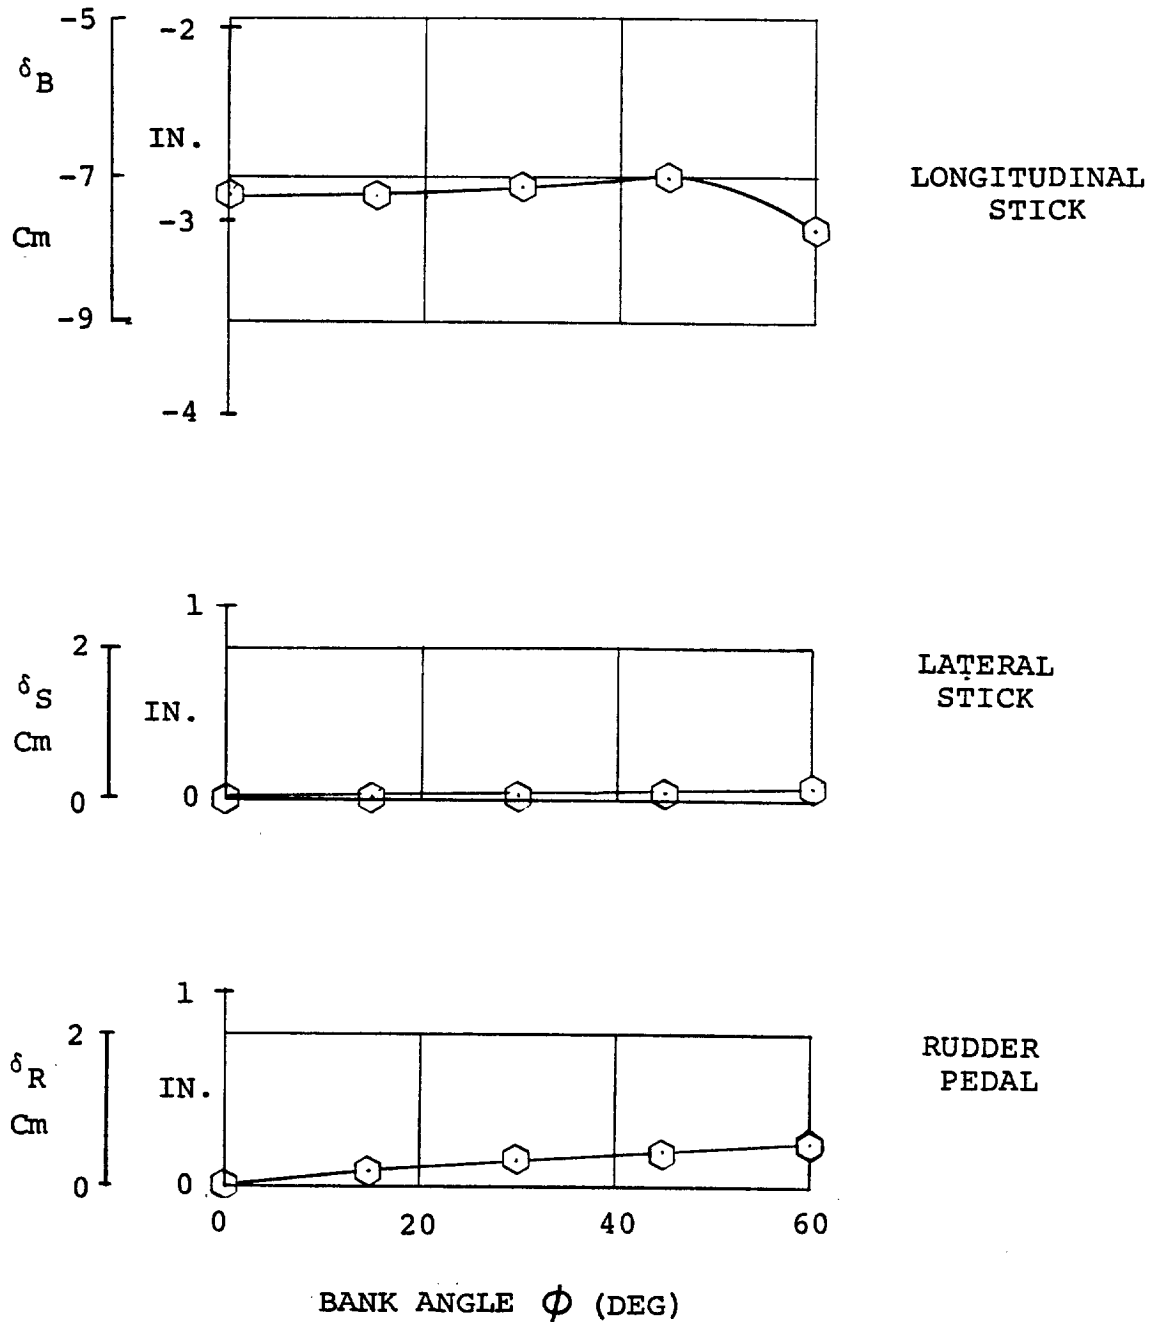 -5
-2
δB
IN.
-7
LONGITUDINAL
STICK
-3
Cm
-9
-4
1
2
LATERAL
STICK
δS
IN.
Cm
0
0
1
2
RUDDER
PEDAL
δR
IN.
Cm
0
0
0 20 40 60
BANK ANGLE ϕ (DEG)